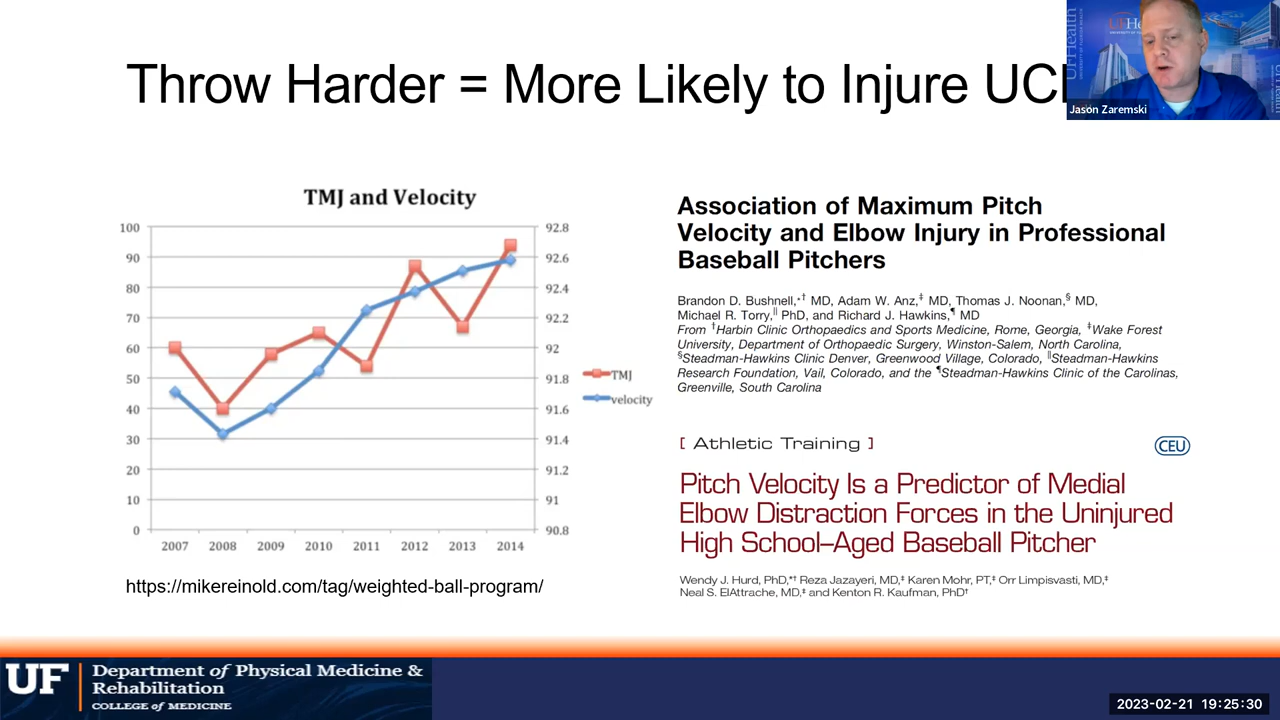 Throw Harder = More Likely to Injure
Jason Zaremski
TMJ and Velocity
100
90
80
70
60
50
40
30
20
10
0
92.8
92.6
92.4
92.2
92
91.8
91.6
91.4
91.2
91
90.8
TMJ
velocity
2007 2008 2009 2010 2011 2012 2013 2014
https://mikereinold.com/tag/weighted-ball-program/
Association of Maximum Pitch
Velocity and Elbow Injury in Professional
Baseball Pitchers
Brandon D. Bushnell,*† MD, Adam W. Anz,‡ MD, Thomas J. Noonan,§ MD,
Michael R. Torry,|| PhD, and Richard J. Hawkins,¶ MD
From †Harbin Clinic Orthopaedics and Sports Medicine, Rome, Georgia, ‡Wake Forest
University, Department of Orthopaedic Surgery, Winston-Salem, North Carolina,
§Steadman-Hawkins Clinic Denver, Greenwood Village, Colorado, ||Steadman-Hawkins
Research Foundation, Vail, Colorado, and the ¶Steadman-Hawkins Clinic of the Carolinas,
Greenville, South Carolina
[ Athletic Training ]
CEU
Pitch Velocity Is a Predictor of Medial
Elbow Distraction Forces in the Uninjured
High School–Aged Baseball Pitcher
Wendy J. Hurd, PhD,*† Reza Jazayeri, MD,‡ Karen Mohr, PT,‡ Orr Limpisvasti, MD,‡
Neal S. ElAttrache, MD,‡ and Kenton R. Kaufman, PhD†
UF
Department of Physical Medicine &
Rehabilitation
COLLEGE of MEDICINE
2023-02-21 19:25:30